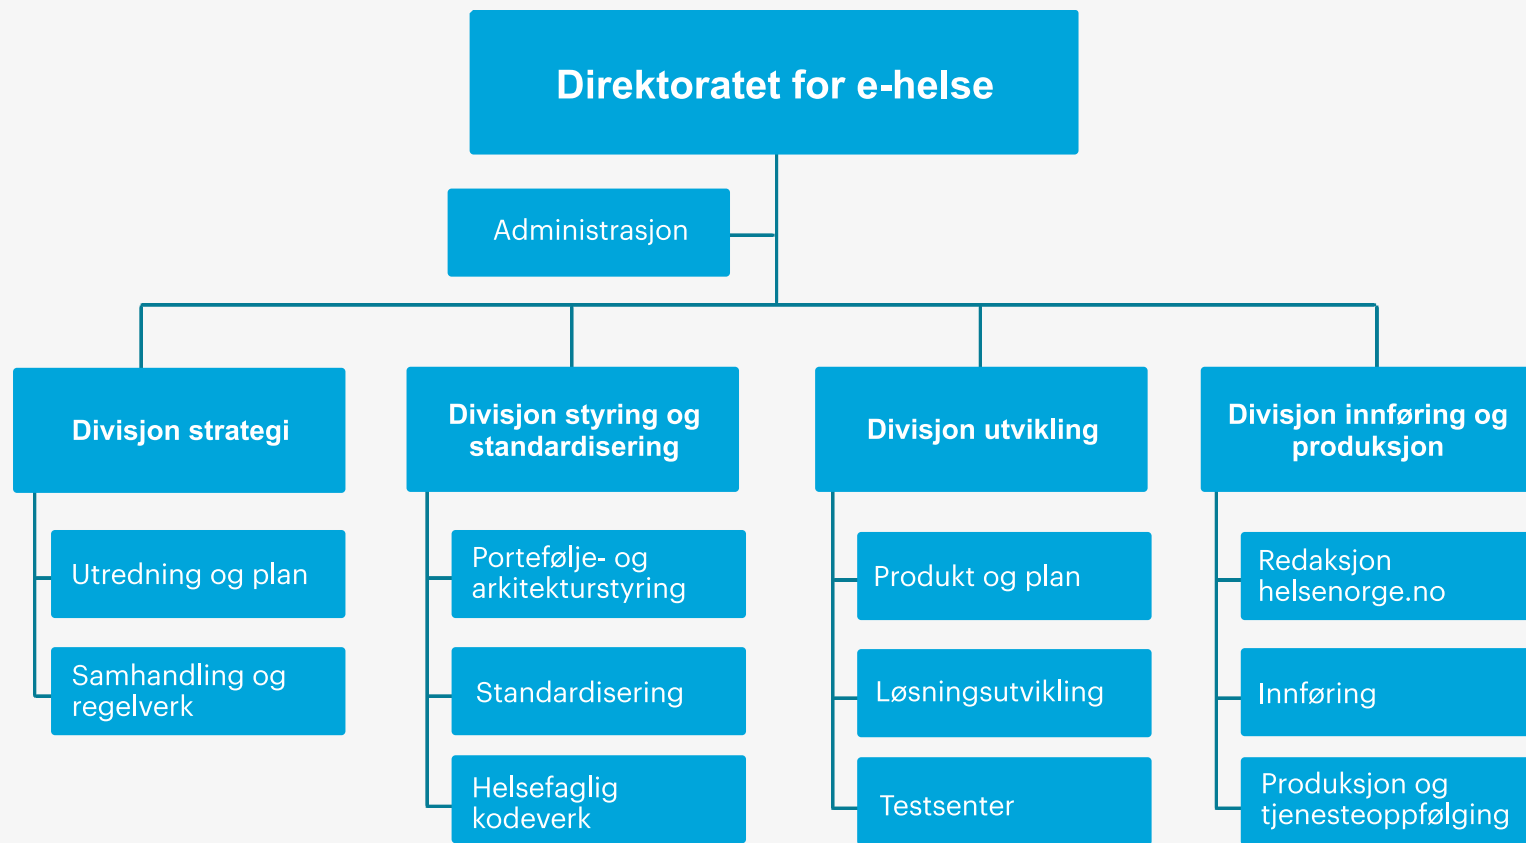 Direktoratet for e-helse
Administrasjon
Divisjon strategi
Utredning og plan
Samhandling og
regelverk
Divisjon styring og
standardisering
Portefølje- og
arkitekturstyring
Standardisering
Helsefaglig
kodeverk
Divisjon utvikling
Produkt og plan
Løsningsutvikling
Testsenter
Divisjon innføring og
produksjon
Redaksjon
helsenorge.no
Innføring
Produksjon og
tjenesteoppfølging